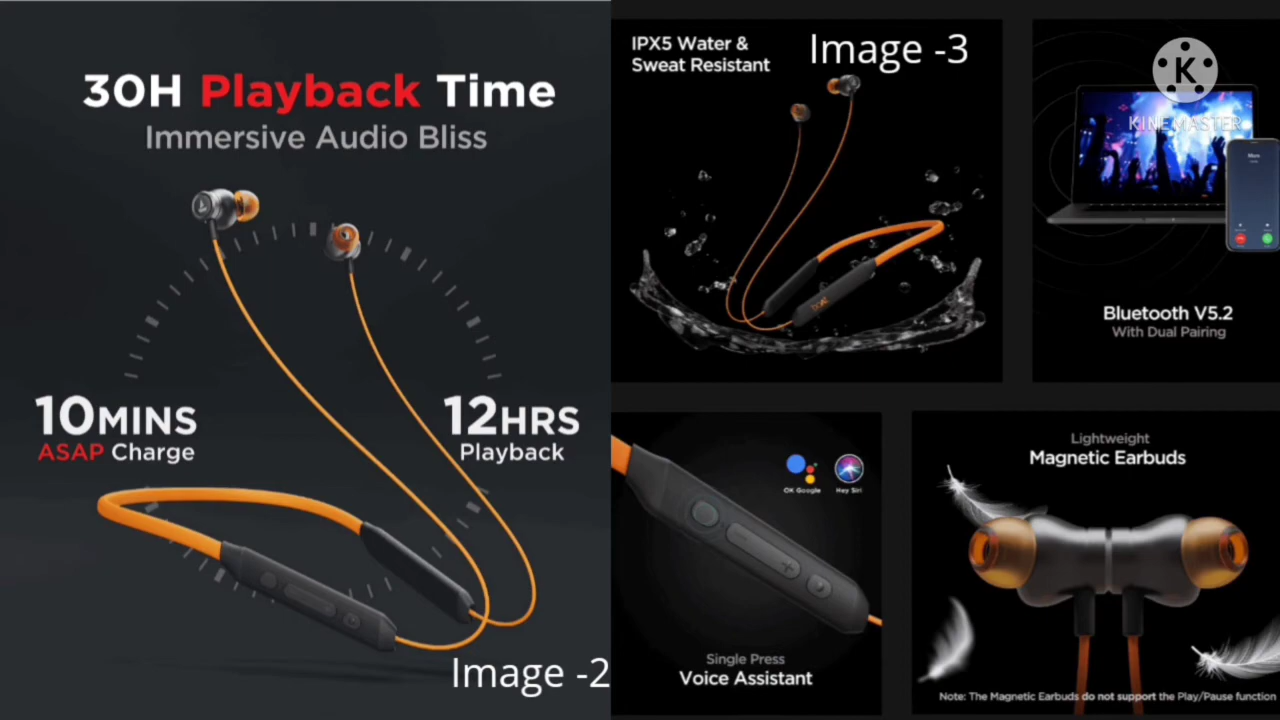 30H Playback Time
Immersive Audio Bliss
10MINS
ASAP Charge
12HRS
Playback
Image -2
IPX5 Water &
Sweat Resistant
Image -3
boAt
K
KINEMASTER
Bluetooth V5.2
With Dual Pairing
OK Google
Hey Siri
Single Press
Voice Assistant
Lightweight
Magnetic Earbuds
Note: The Magnetic Earbuds do not support the Play/Pause function